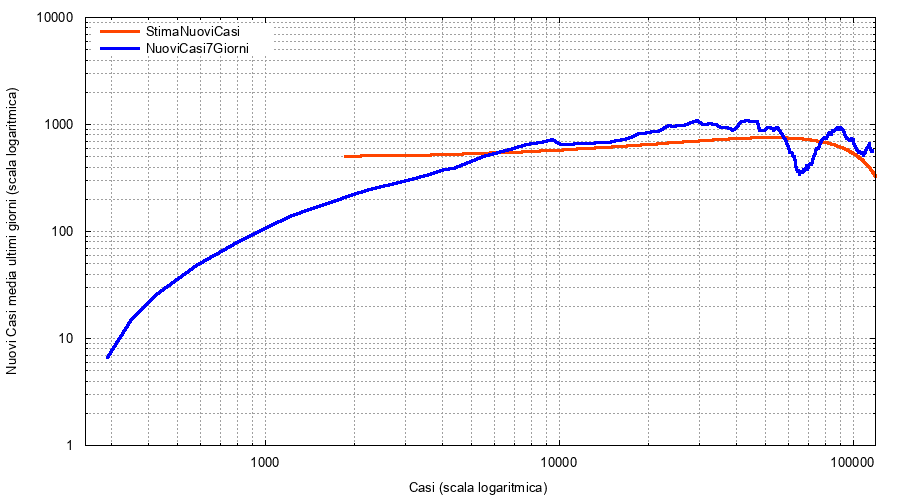 StimaNuoviCasi
NuoviCasi7Giorni
10000
1000
100
10
1
Nuovi Casi media ultimi giorni (scala logaritmica)
1000
10000
100000
Casi (scala logaritmica)